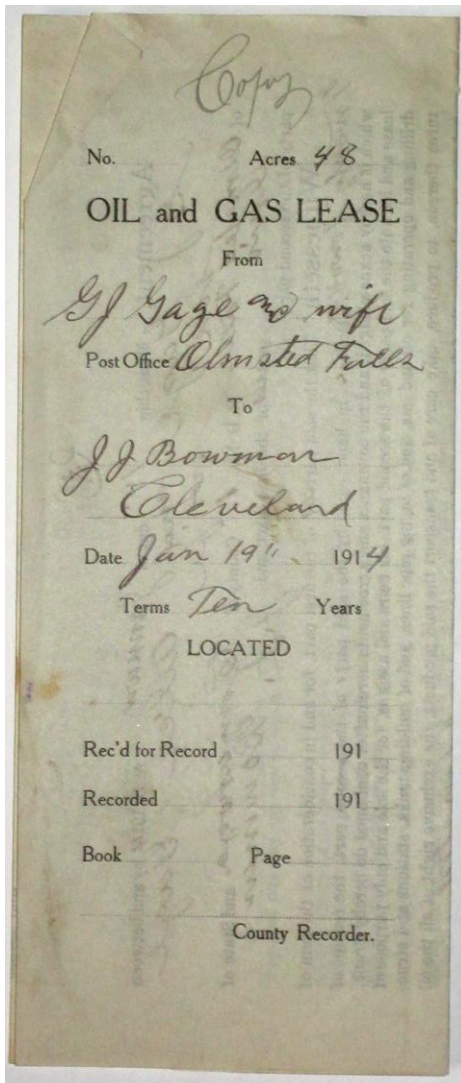 Copy
No. Acres 48
OIL and GAS LEASE
From
G J Gage and wife
Post Office Olmsted Falls
To
J J Bowman
Cleveland
Date Jan 19" 1914
Terms Ten Years
LOCATED
Rec'd for Record 191
Recorded 191
Book Page
County Recorder.